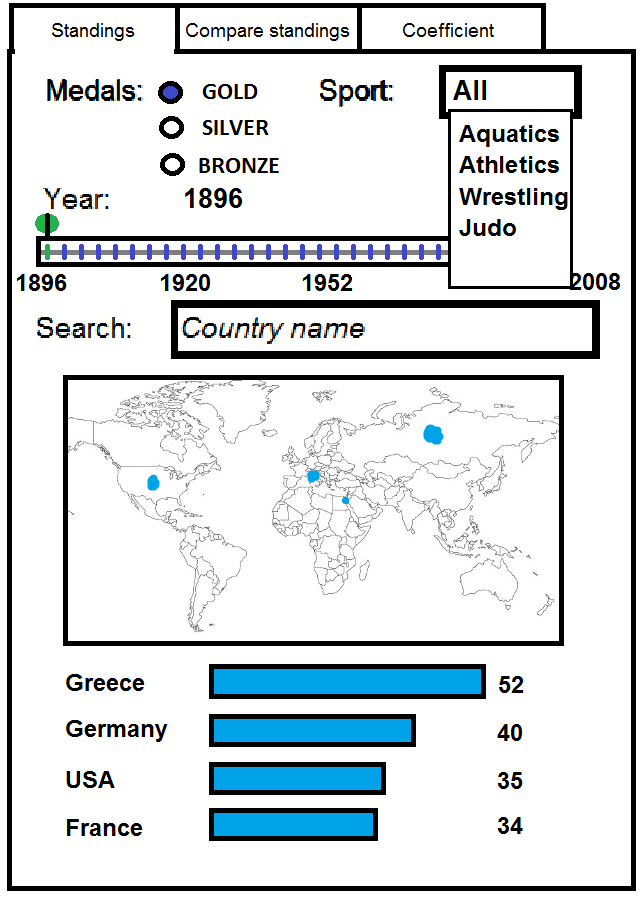 Standings Compare standings Coefficient
Medals: GOLD Sport: All
SILVER
BRONZE
Aquatics
Athletics
Wrestling
Judo
Year: 1896
1896 1920 1952 2008
Search: Country name
Greece 52
Germany 40
USA 35
France 34